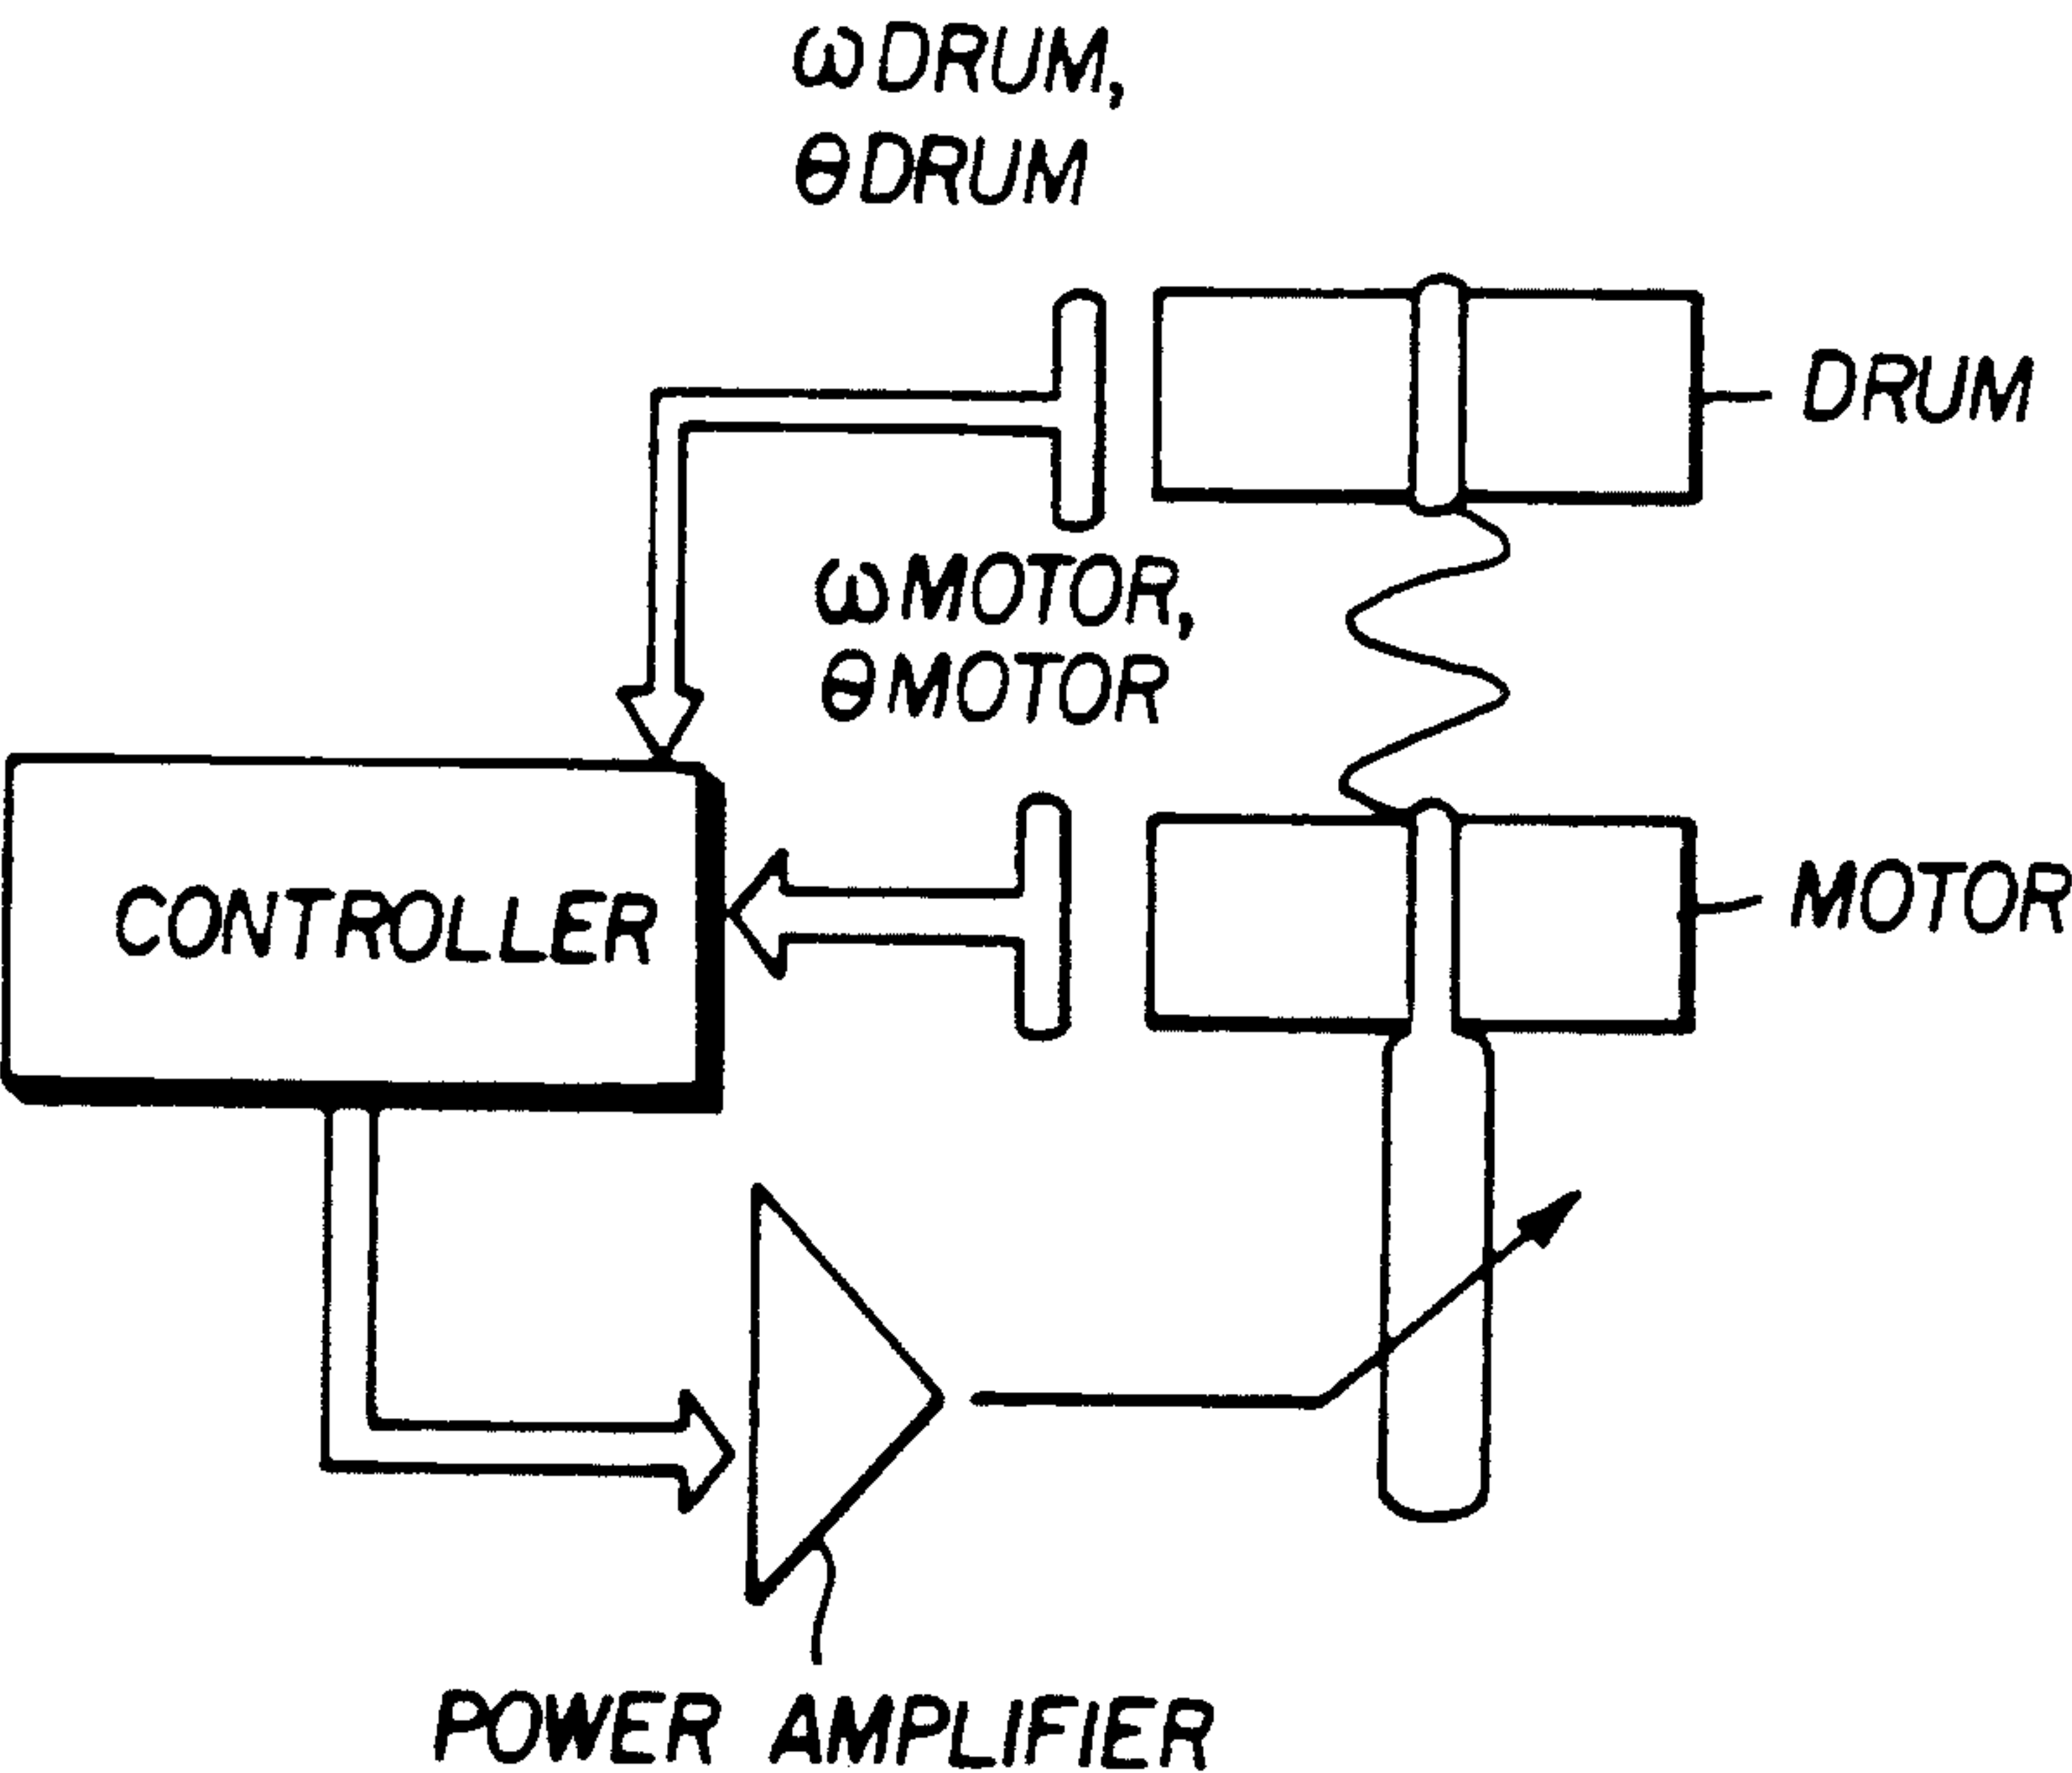 ωDRUM,
θDRUM
DRUM
ωMOTOR,
θMOTOR
CONTROLLER
MOTOR
POWER AMPLIFIER